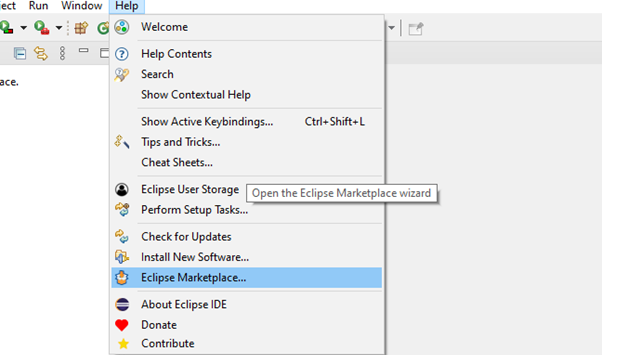 ect Run Window Help
Welcome
Help Contents
Search
Show Contextual Help
ace.
Show Active Keybindings... Ctrl+Shift+L
Tips and Tricks...
Cheat Sheets...
Eclipse User Storage
Open the Eclipse Marketplace wizard
Perform Setup Tasks...
Check for Updates
Install New Software...
Eclipse Marketplace...
About Eclipse IDE
Donate
Contribute